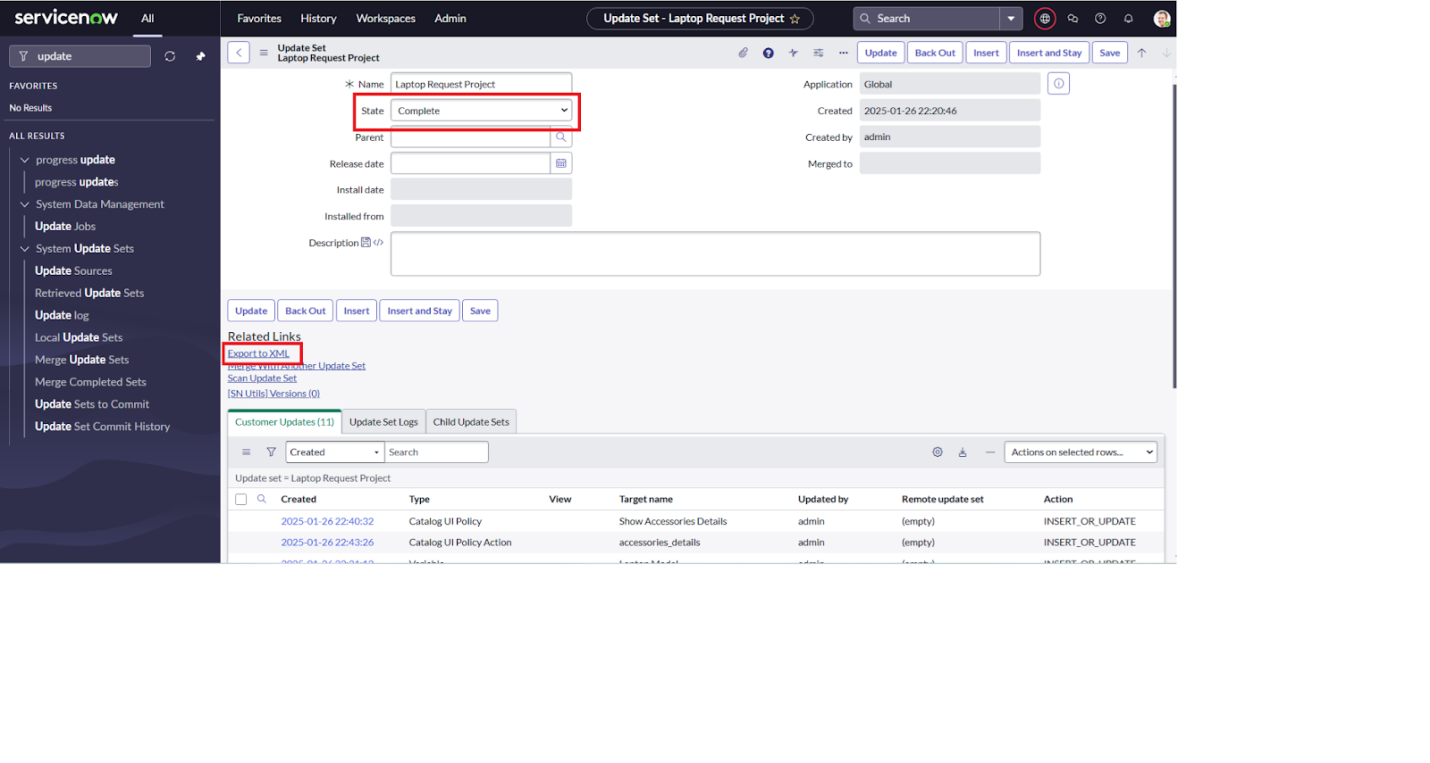 servicenow All Favorites History Workspaces Admin Update Set - Laptop Request Project Search
update
FAVORITES
No Results
ALL RESULTS
progress update
progress updates
System Data Management
Update Jobs
System Update Sets
Update Sources
Retrieved Update Sets
Update log
Local Update Sets
Merge Update Sets
Merge Completed Sets
Update Sets to Commit
Update Set Commit History
Update Set
Laptop Request Project
Update Back Out Insert Insert and Stay Save
Name Laptop Request Project
State Complete
Parent
Release date
Install date
Installed from
Description </>
Application Global
Created 2025-01-26 22:20:46
Created by admin
Merged to
Update Back Out Insert Insert and Stay Save
Related Links
Export to XML
Merge With Another Update Set
Scan Update Set
[SN Utils] Versions (0)
Customer Updates (11) Update Set Logs Child Update Sets
Created Search Actions on selected rows...
Update set = Laptop Request Project
Created Type View Target name Updated by Remote update set Action
2025-01-26 22:40:32 Catalog UI Policy Show Accessories Details admin (empty) INSERT_OR_UPDATE
2025-01-26 22:43:26 Catalog UI Policy Action accessories_details admin (empty) INSERT_OR_UPDATE
Variable Laptop Model admin (empty) INSERT_OR_UPDATE